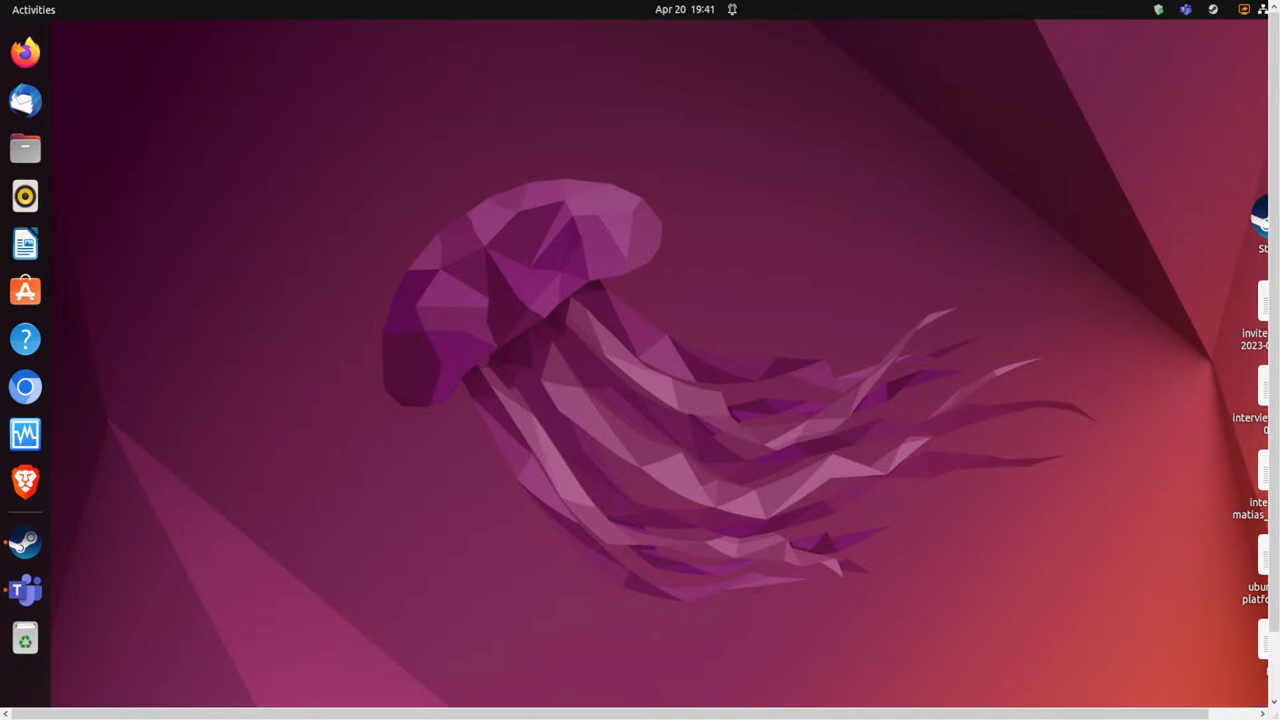 Activities
Apr 20 19:41
St
invite
2023-0
intervie
0
inte
matias_
ubu
platfo